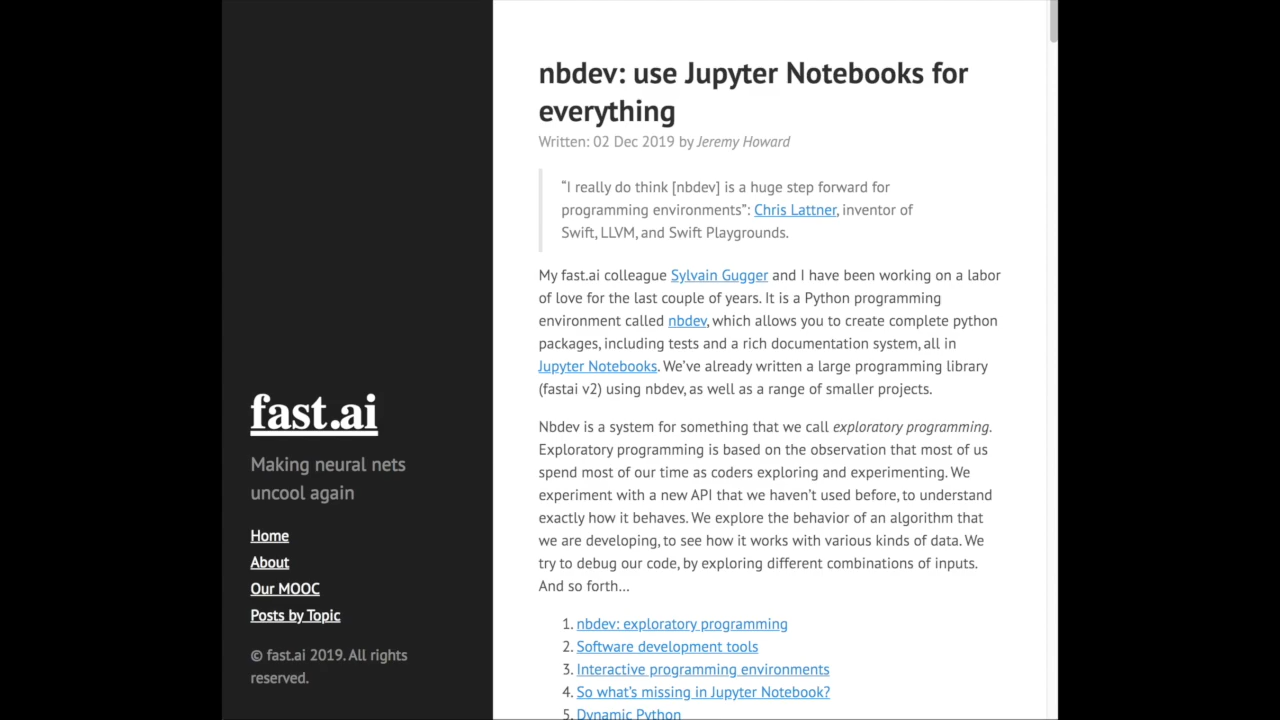 nbdev: use Jupyter Notebooks for
everything
Written: 02 Dec 2019 by Jeremy Howard
“I really do think [nbdev] is a huge step forward for
programming environments”: Chris Lattner, inventor of
Swift, LLVM, and Swift Playgrounds.
My fast.ai colleague Sylvain Gugger and I have been working on a labor
of love for the last couple of years. It is a Python programming
environment called nbdev, which allows you to create complete python
packages, including tests and a rich documentation system, all in
Jupyter Notebooks. We’ve already written a large programming library
(fastai v2) using nbdev, as well as a range of smaller projects.
Nbdev is a system for something that we call exploratory programming.
Exploratory programming is based on the observation that most of us
spend most of our time as coders exploring and experimenting. We
experiment with a new API that we haven’t used before, to understand
exactly how it behaves. We explore the behavior of an algorithm that
we are developing, to see how it works with various kinds of data. We
try to debug our code, by exploring different combinations of inputs.
And so forth…
1. nbdev: exploratory programming
2. Software development tools
3. Interactive programming environments
4. So what’s missing in Jupyter Notebook?
5. Dynamic Python
fast.ai
Making neural nets
uncool again
Home
About
Our MOOC
Posts by Topic
© fast.ai 2019. All rights
reserved.